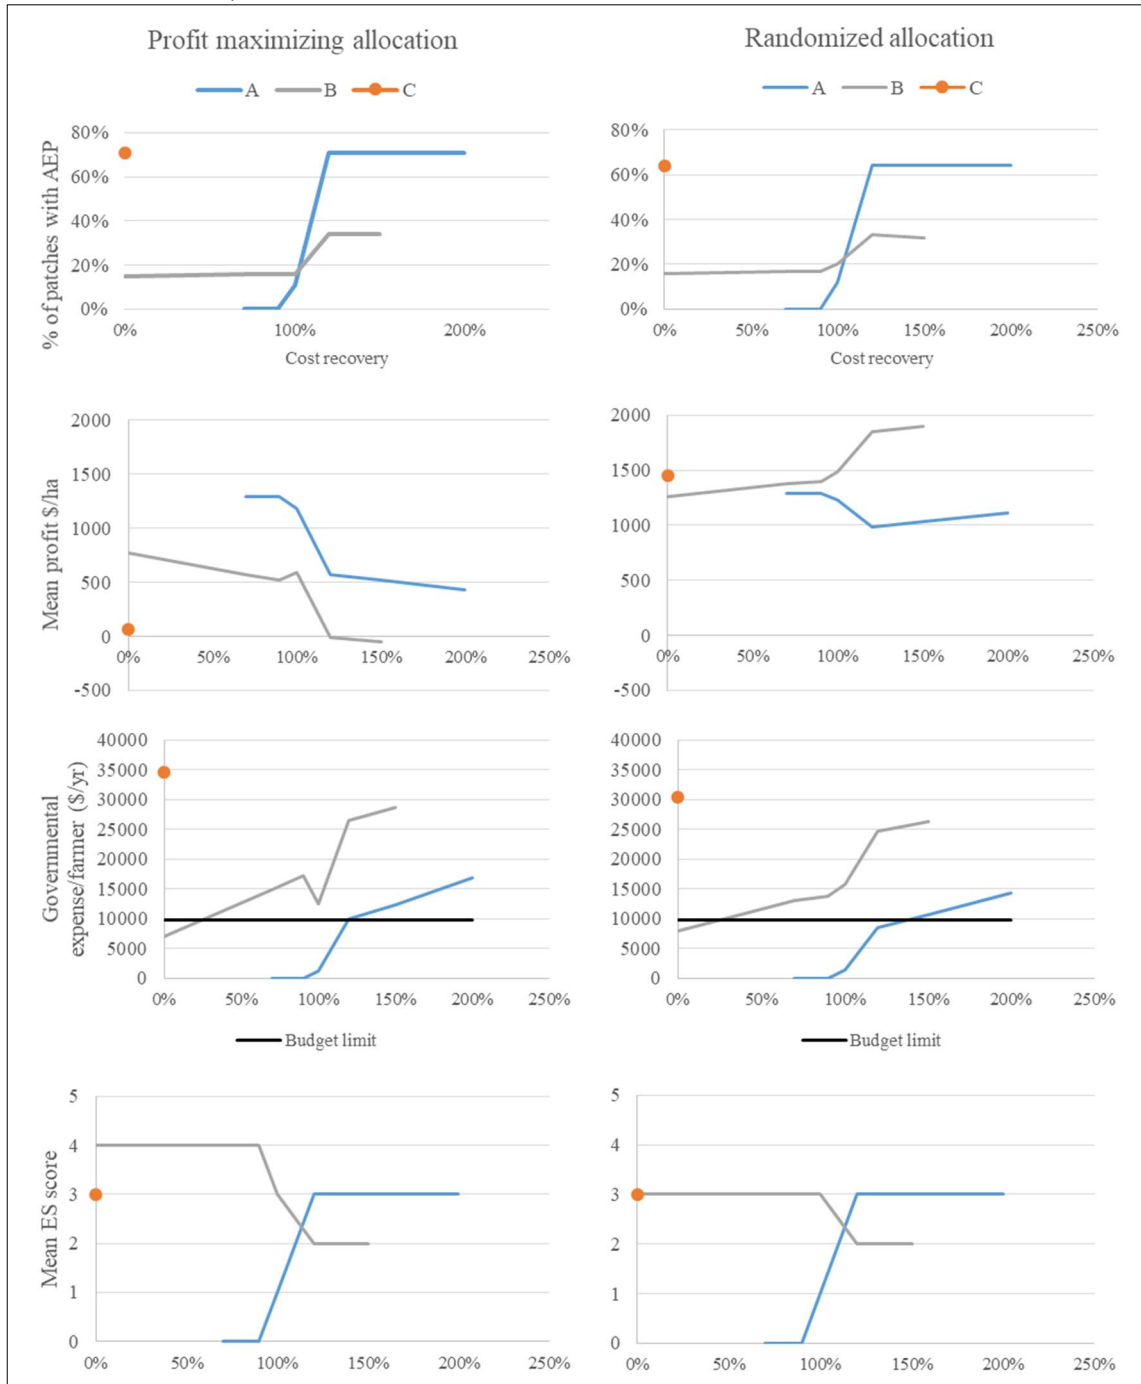 Profit maximizing allocation
A B C
% of patches with AEP
80%
60%
40%
20%
0%
0% 100% 200%
Cost recovery
Randomized allocation
A B C
80%
60%
40%
20%
0%
0% 50% 100% 150% 200% 250%
Cost recovery
Mean profit $/ha
2000
1500
1000
500
0
-500
0% 50% 100% 150% 200% 250%
2000
1500
1000
500
0
-500
0% 50% 100% 150% 200% 250%
Governmental
expense/farmer ($/yr)
40000
35000
30000
25000
20000
15000
10000
5000
0
0% 50% 100% 150% 200% 250%
Budget limit
40000
35000
30000
25000
20000
15000
10000
5000
0
0% 50% 100% 150% 200% 250%
Budget limit
Mean ES score
5
4
3
2
1
0
0% 50% 100% 150% 200% 250%
5
4
3
2
1
0
0% 50% 100% 150% 200% 250%